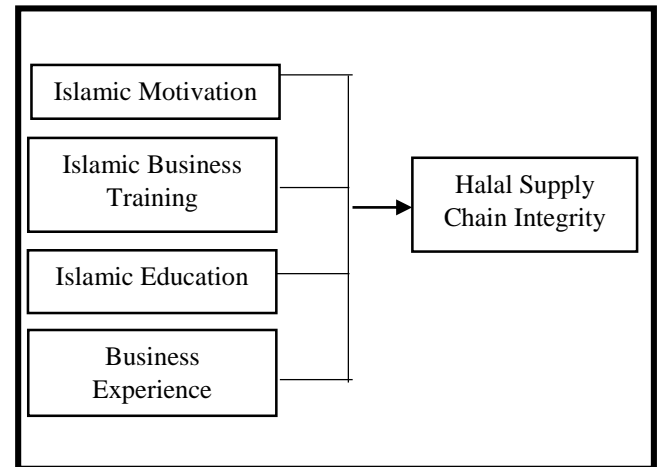 Islamic Motivation
Islamic Business
Training
Halal Supply
Chain Integrity
Islamic Education
Business
Experience